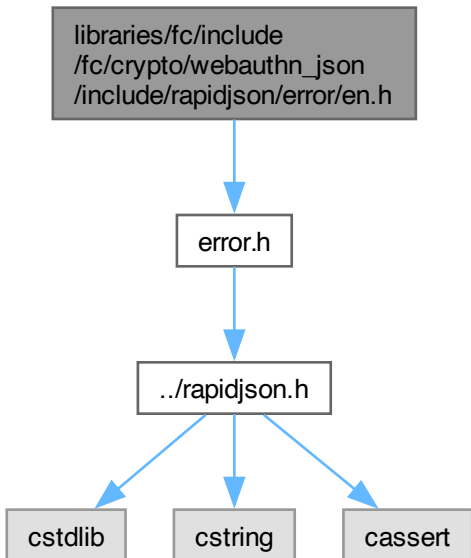 libraries/fc/include
/fc/crypto/webauthn_json
/include/rapidjson/error/en.h
error.h
../rapidjson.h
cstdlib
cstring
cassert